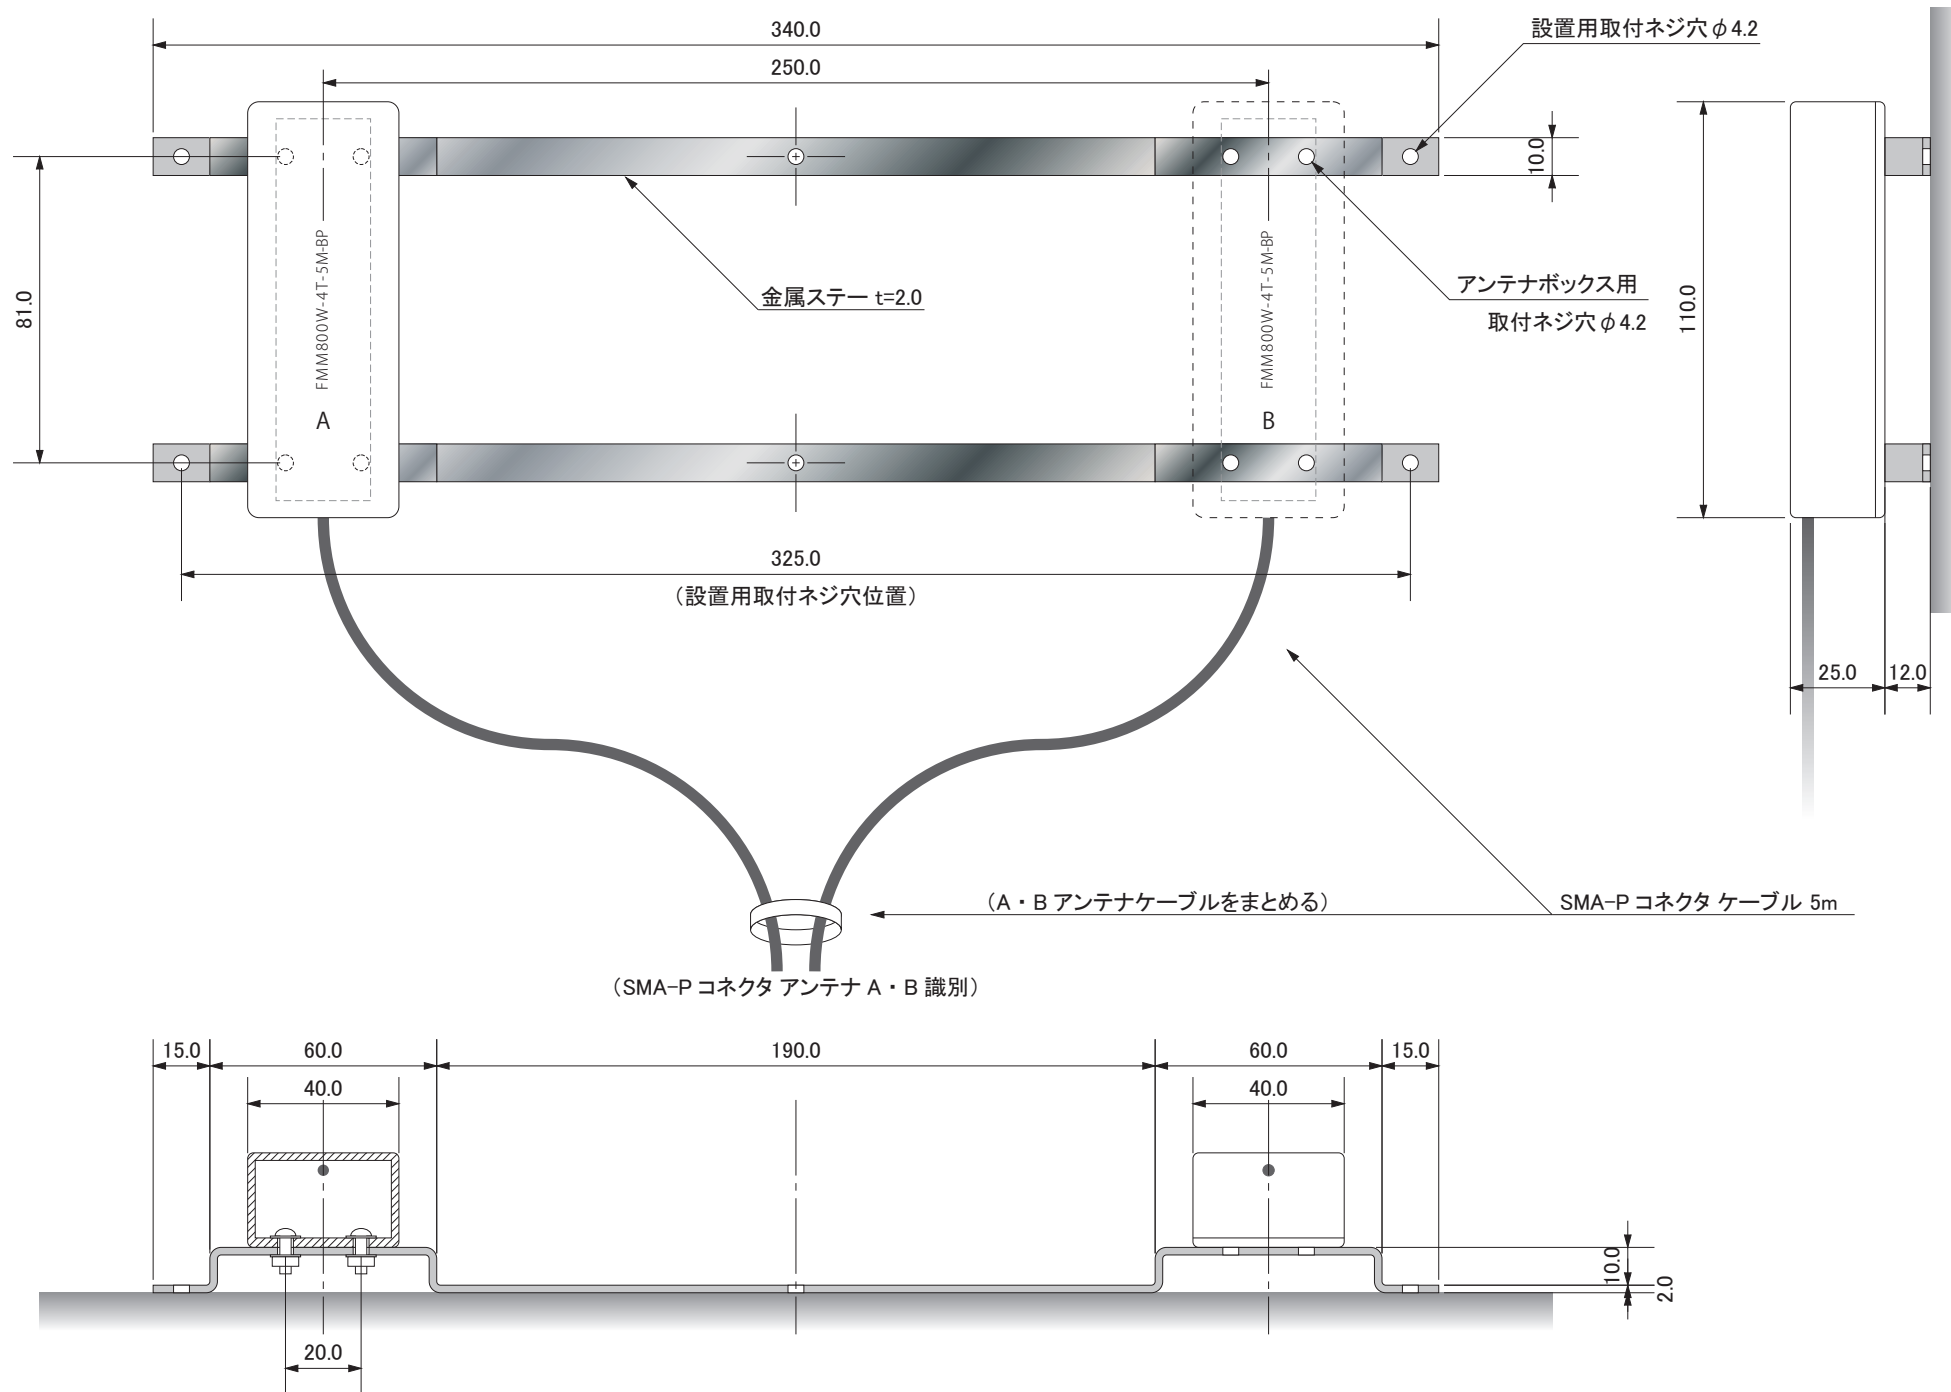 340.0
設置用取付ネジ穴φ4.2
250.0
10.0
81.0
FMM800W-4T-5M-BP
A
金属ステー t=2.0
FMM800W-4T-5M-BP
B
アンテナボックス用
取付ネジ穴φ4.2
110.0
325.0
（設置用取付ネジ穴位置）
25.0
12.0
（A・B アンテナケーブルをまとめる）
SMA-P コネクタ ケーブル 5m
（SMA-P コネクタ アンテナ A・B 識別）
15.0
60.0
190.0
60.0
15.0
40.0
40.0
10.0
2.0
20.0